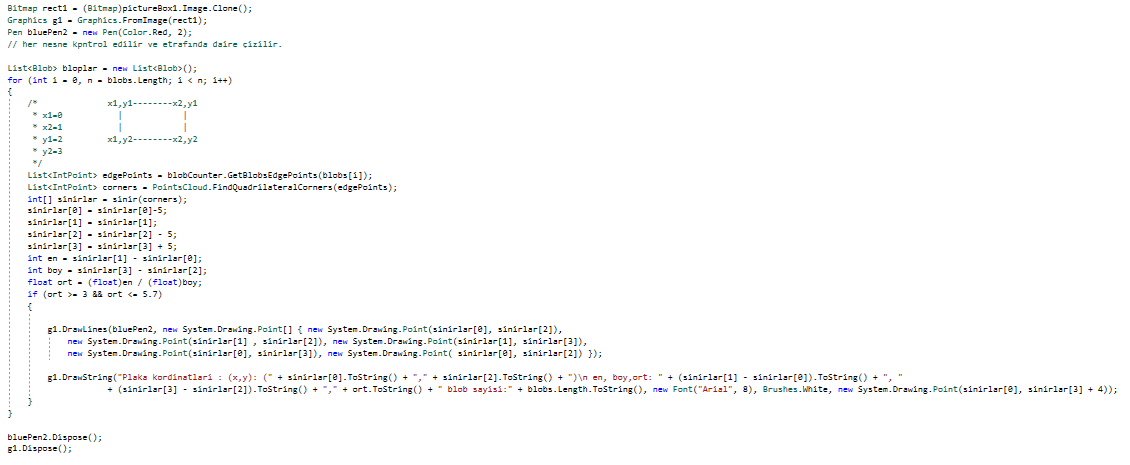 Bitmap rect1 = (Bitmap)pictureBox1.Image.Clone();
Graphics g1 = Graphics.FromImage(rect1);
Pen bluePen2 = new Pen(Color.Red, 2);
// her nesne kpntrol edilir ve etrafında daire çizilir.
List<Blob> bloplar = new List<Blob>();
for (int i = 0, n = blobs.Length; i < n; i++)
{
/* x1,y1--------x2,y1
* x1=0 | |
* x2=1 | |
* y1=2 x1,y2--------x2,y2
* y2=3
*/
List<IntPoint> edgePoints = blobCounter.GetBlobsEdgePoints(blobs[i]);
List<IntPoint> corners = PointsCloud.FindQuadrilateralCorners(edgePoints);
int[] sinirlar = sinir(corners);
sinirlar[0] = sinirlar[0]-5;
sinirlar[1] = sinirlar[1];
sinirlar[2] = sinirlar[2] - 5;
sinirlar[3] = sinirlar[3] + 5;
int en = sinirlar[1] - sinirlar[0];
int boy = sinirlar[3] - sinirlar[2];
float ort = (float)en / (float)boy;
if (ort >= 3 && ort <= 5.7)
{
g1.DrawLines(bluePen2, new System.Drawing.Point[] { new System.Drawing.Point(sinirlar[0], sinirlar[2]),
new System.Drawing.Point(sinirlar[1] , sinirlar[2]), new System.Drawing.Point(sinirlar[1], sinirlar[3]),
new System.Drawing.Point(sinirlar[0], sinirlar[3]), new System.Drawing.Point( sinirlar[0], sinirlar[2]) });
g1.DrawString("Plaka kordinatlari : (x,y): (" + sinirlar[0].ToString() + "," + sinirlar[2].ToString() + ")\n en, boy,ort: " + (sinirlar[1] - sinirlar[0]).ToString() + ", "
+ (sinirlar[3] - sinirlar[2]).ToString() + "," + ort.ToString() + " blob sayisi:" + blobs.Length.ToString(), new Font("Arial", 8), Brushes.White, new System.Drawing.Point(sinirlar[0], sinirlar[3] + 4));
}
}
bluePen2.Dispose();
g1.Dispose();